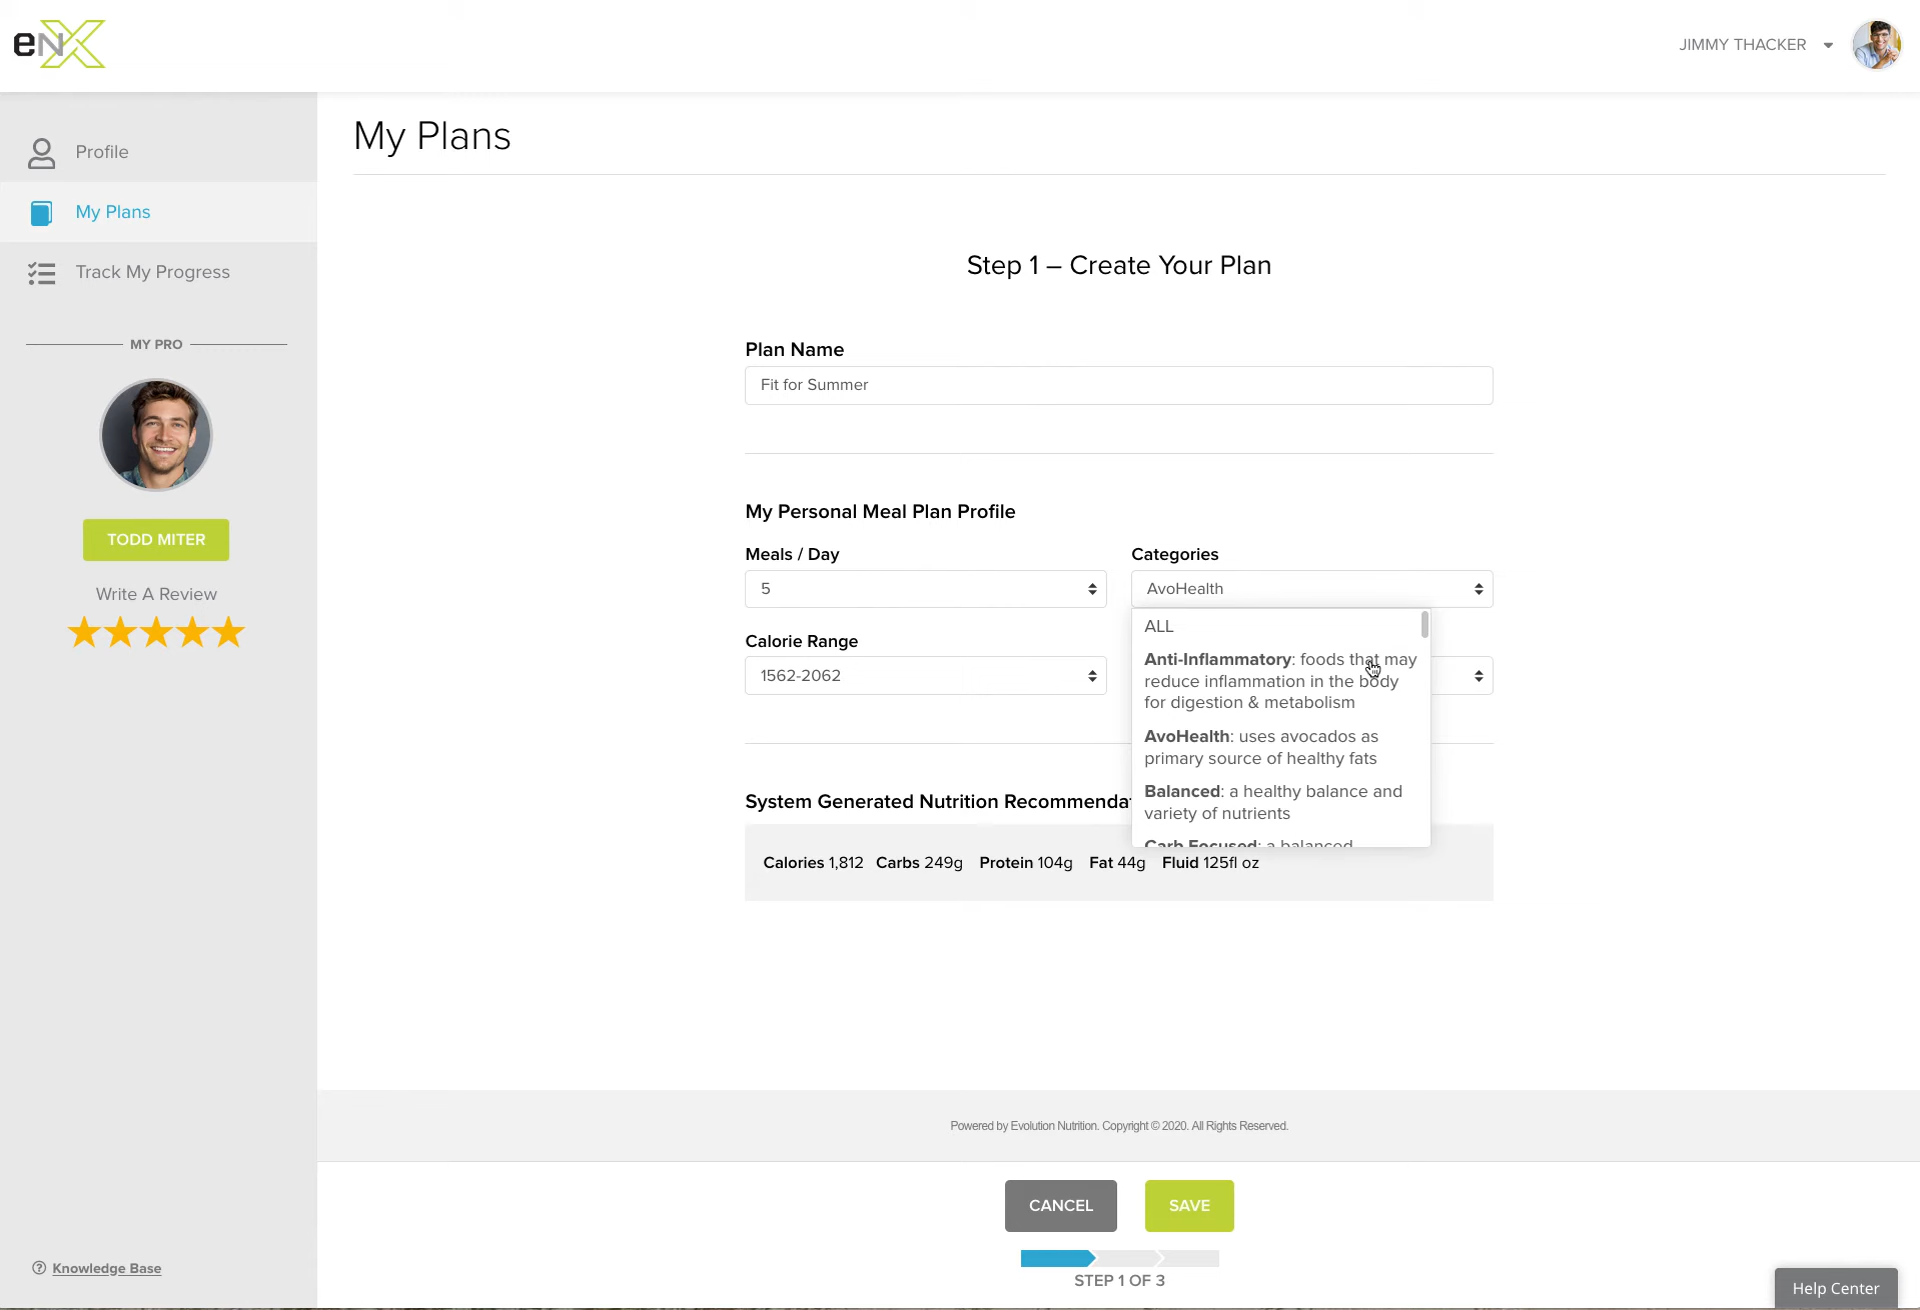 eNX
JIMMY THACKER
Profile
My Plans
Track My Progress
MY PRO
TODD MITER
Write A Review
Knowledge Base
My Plans
Step 1 – Create Your Plan
Plan Name
Fit for Summer
My Personal Meal Plan Profile
Meals / Day
5
Categories
AvoHealth
Calorie Range
1562-2062
ALL
Anti-Inflammatory: foods that may
reduce inflammation in the body
for digestion & metabolism
AvoHealth: uses avocados as
primary source of healthy fats
Balanced: a healthy balance and
variety of nutrients
Carb Focused: a balanced
System Generated Nutrition Recommendat
Calories 1,812 Carbs 249g Protein 104g Fat 44g Fluid 125fl oz
Powered by Evolution Nutrition. Copyright © 2020. All Rights Reserved.
CANCEL
SAVE
STEP 1 OF 3
Help Center